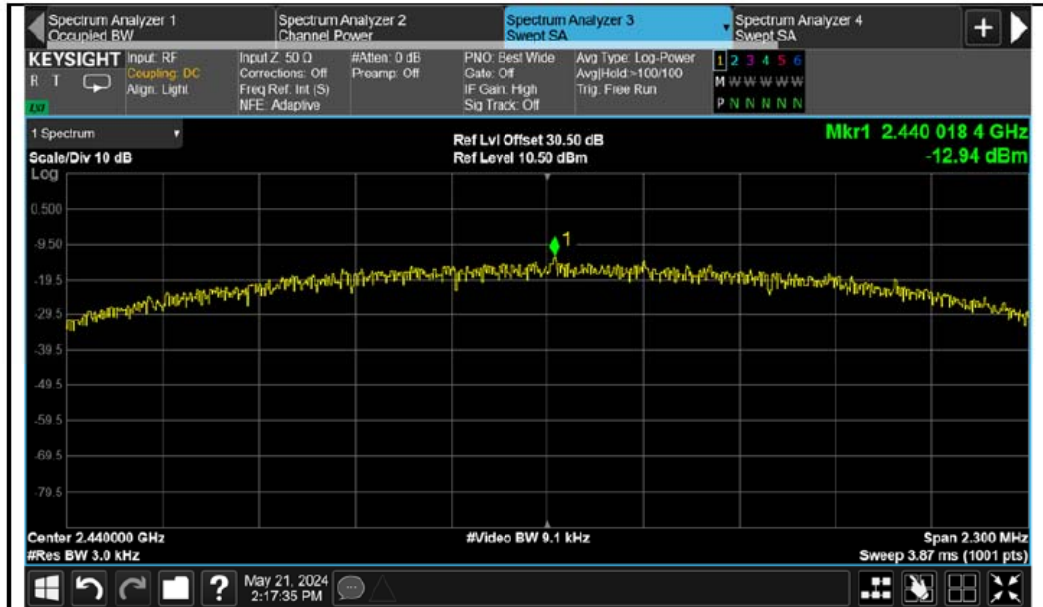 Spectrum Analyzer 1
Occupied BW
Spectrum Analyzer 2
Channel Power
Spectrum Analyzer 3
Swept SA
Spectrum Analyzer 4
Swept SA
KEYSIGHT
R T
Input: RF
Coupling: DC
Align: Light
Input Z: 50 Ω
Corrections: Off
Freq Ref: Int (S)
NFE: Adaptive
#Atten: 0 dB
Preamp: Off
PNO: Best Wide
Gate: Off
IF Gain: High
Sig Track: Off
Avg Type: Log-Power
Avg|Hold:>100/100
Trig: Free Run
1 2 3 4 5 6
M W W W W W
P N N N N N
1 Spectrum
Scale/Div 10 dB
Log
Ref Lvl Offset 30.50 dB
Ref Level 10.50 dBm
Mkr1 2.440 018 4 GHz
-12.94 dBm
0.500
-9.50
-19.5
-29.5
-39.5
-49.5
-59.5
-69.5
-79.5
1
Center 2.440000 GHz
#Res BW 3.0 kHz
#Video BW 9.1 kHz
Span 2.300 MHz
Sweep 3.87 ms (1001 pts)
?
May 21, 2024
2:17:35 PM